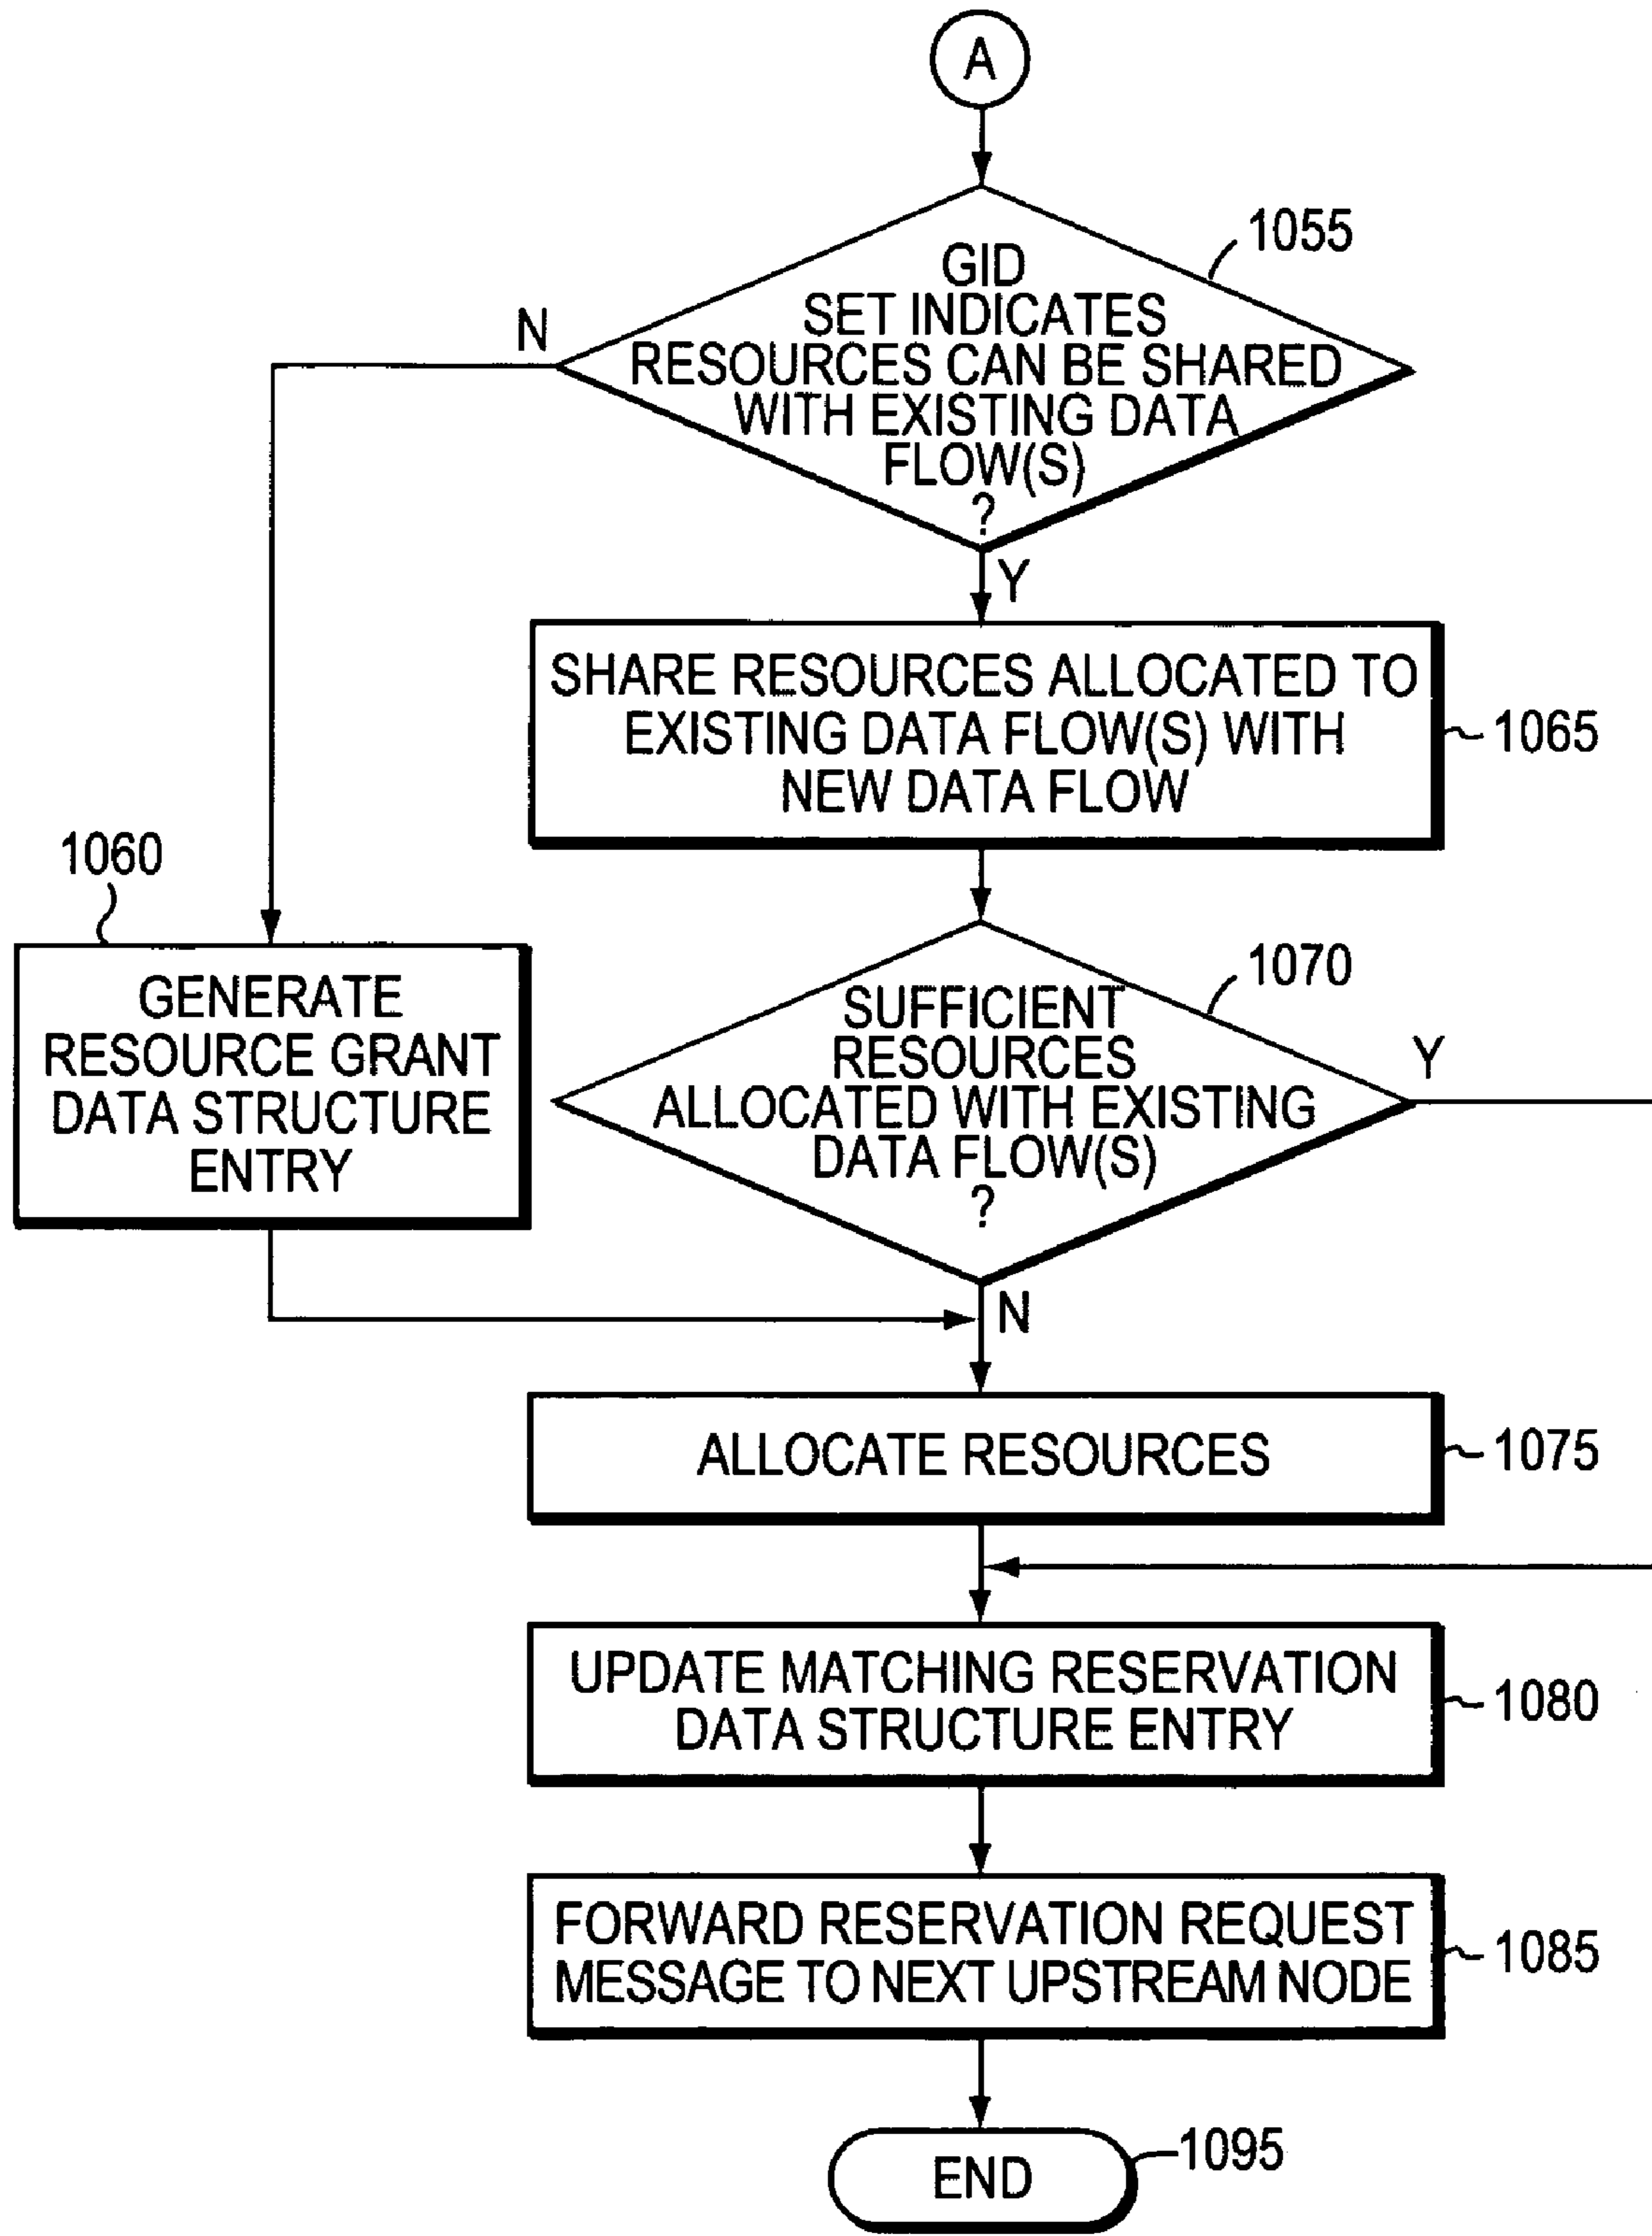 A
1055
GID
SET INDICATES
RESOURCES CAN BE SHARED
WITH EXISTING DATA
FLOW(S)
?
N
Y
SHARE RESOURCES ALLOCATED TO
EXISTING DATA FLOW(S) WITH
NEW DATA FLOW
1065
1060
GENERATE
RESOURCE GRANT
DATA STRUCTURE
ENTRY
1070
SUFFICIENT
RESOURCES
ALLOCATED WITH EXISTING
DATA FLOW(S)
?
Y
N
ALLOCATE RESOURCES
1075
UPDATE MATCHING RESERVATION
DATA STRUCTURE ENTRY
1080
FORWARD RESERVATION REQUEST
MESSAGE TO NEXT UPSTREAM NODE
1085
END
1095